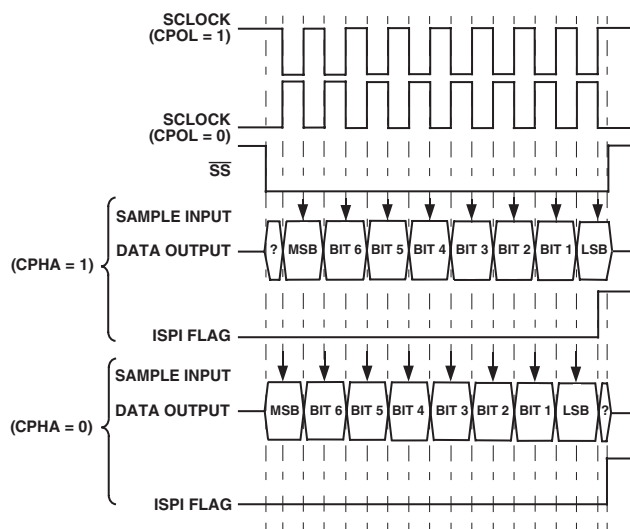 SCLOCK
(CPOL = 1)
SCLOCK
(CPOL = 0)
SS
SAMPLE INPUT
DATA OUTPUT
? MSB BIT 6 BIT 5 BIT 4 BIT 3 BIT 2 BIT 1 LSB
(CPHA = 1)
ISPI FLAG
SAMPLE INPUT
DATA OUTPUT
MSB BIT 6 BIT 5 BIT 4 BIT 3 BIT 2 BIT 1 LSB ?
(CPHA = 0)
ISPI FLAG